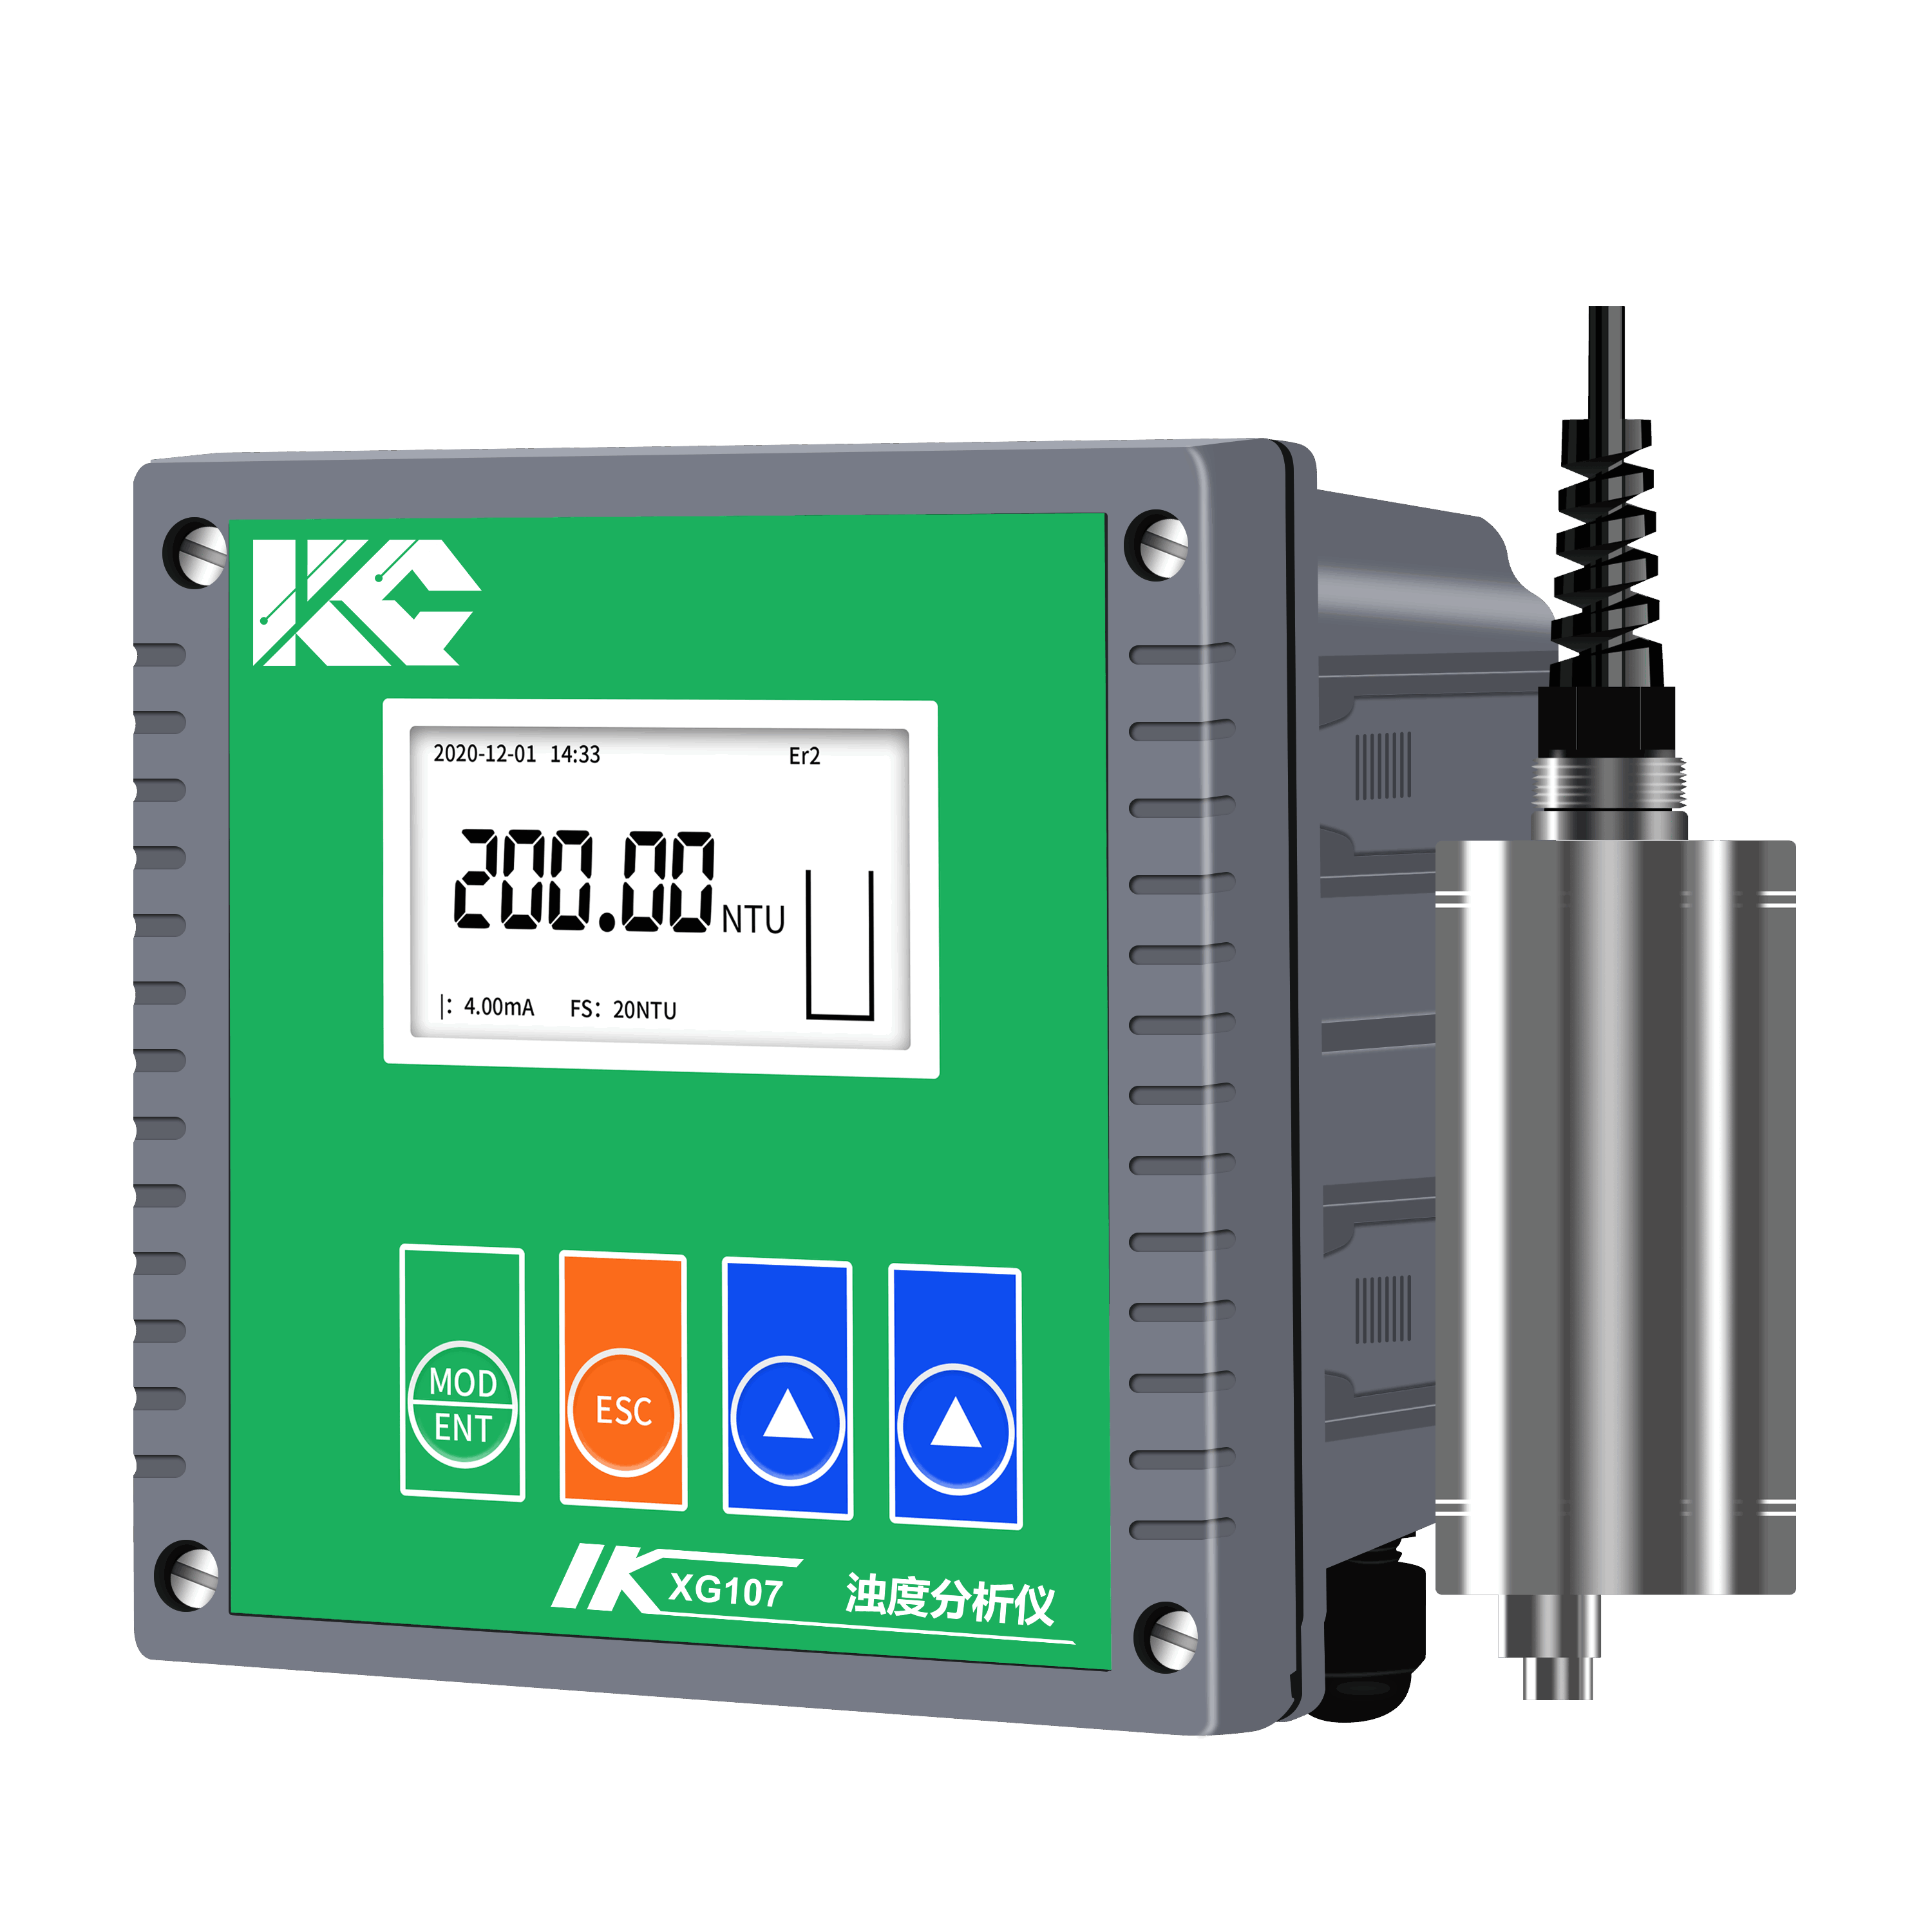 KC
2020-12-01 14:33 Er2
200.00 NTU
|: 4.00mA FS: 20NTU
MOD
ENT
ESC
K XG107 浊度分析仪